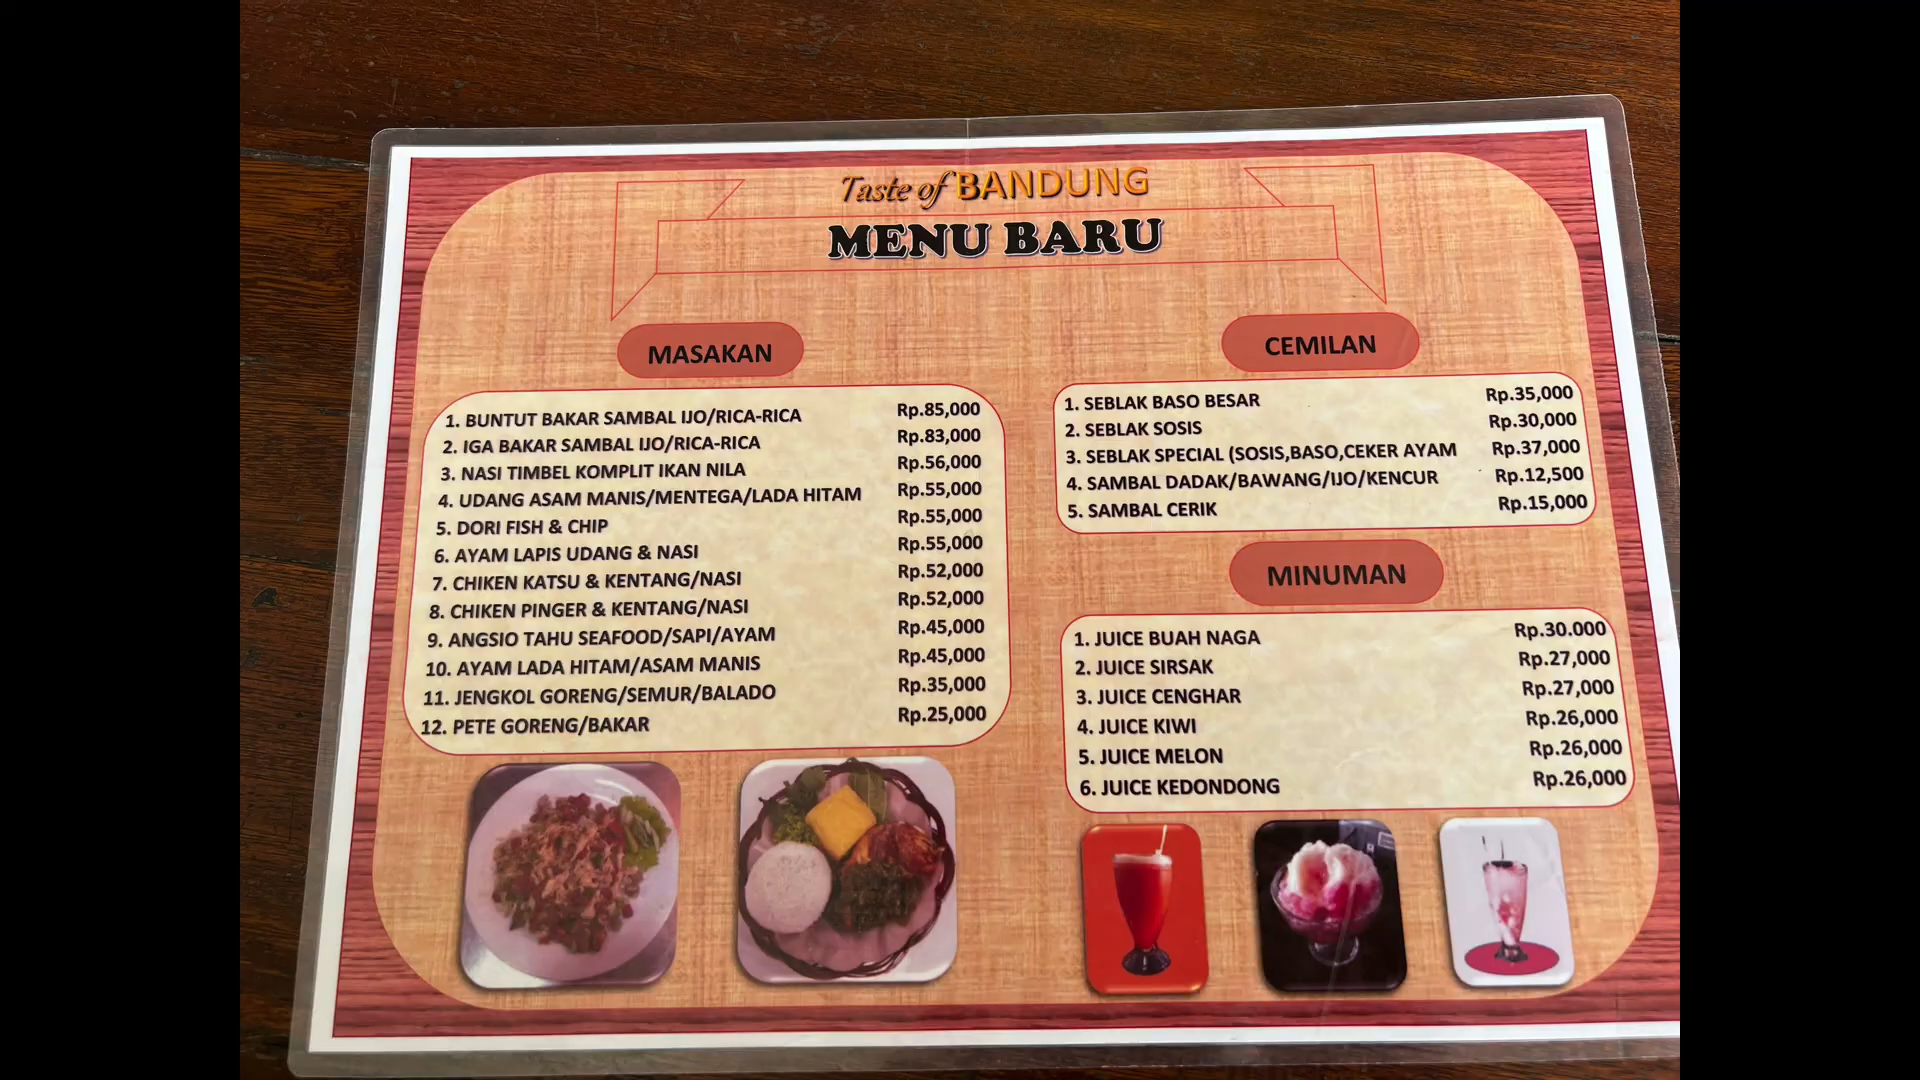 Taste of BANDUNG
MENU BARU
MASAKAN
1. BUNTUT BAKAR SAMBAL IJO/RICA-RICA Rp.85,000
2. IGA BAKAR SAMBAL IJO/RICA-RICA Rp.83,000
3. NASI TIMBEL KOMPLIT IKAN NILA Rp.56,000
4. UDANG ASAM MANIS/MENTEGA/LADA HITAM Rp.55,000
5. DORI FISH & CHIP Rp.55,000
6. AYAM LAPIS UDANG & NASI Rp.55,000
7. CHIKEN KATSU & KENTANG/NASI Rp.52,000
8. CHIKEN PINGER & KENTANG/NASI Rp.52,000
9. ANGSIO TAHU SEAFOOD/SAPI/AYAM Rp.45,000
10. AYAM LADA HITAM/ASAM MANIS Rp.45,000
11. JENGKOL GORENG/SEMUR/BALADO Rp.35,000
12. PETE GORENG/BAKAR Rp.25,000
CEMILAN
1. SEBLAK BASO BESAR Rp.35,000
2. SEBLAK SOSIS Rp.30,000
3. SEBLAK SPECIAL (SOSIS,BASO,CEKER AYAM Rp.37,000
4. SAMBAL DADAK/BAWANG/IJO/KENCUR Rp.12,500
5. SAMBAL CERIK Rp.15,000
MINUMAN
1. JUICE BUAH NAGA Rp.30.000
2. JUICE SIRSAK Rp.27,000
3. JUICE CENGHAR Rp.27,000
4. JUICE KIWI Rp.26,000
5. JUICE MELON Rp.26,000
6. JUICE KEDONDONG Rp.26,000